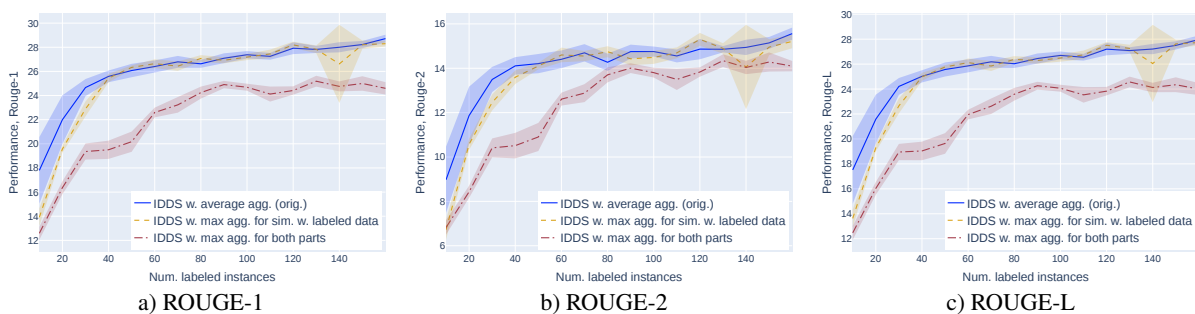 Performance, Rouge-1
30
28
26
24
22
20
18
16
14
12
20
40
60
80
100
120
140
IDDS w. average agg. (orig.)
IDDS w. max agg. for sim. w. labeled data
IDDS w. max agg. for both parts
Num. labeled instances
a) ROUGE-1
Performance, Rouge-2
16
14
12
10
8
6
20
40
60
80
100
120
140
IDDS w. average agg. (orig.)
IDDS w. max agg. for sim. w. labeled data
IDDS w. max agg. for both parts
Num. labeled instances
b) ROUGE-2
Performance, Rouge-L
30
28
26
24
22
20
18
16
14
12
20
40
60
80
100
120
140
IDDS w. average agg. (orig.)
IDDS w. max agg. for sim. w. labeled data
IDDS w. max agg. for both parts
Num. labeled instances
c) ROUGE-L